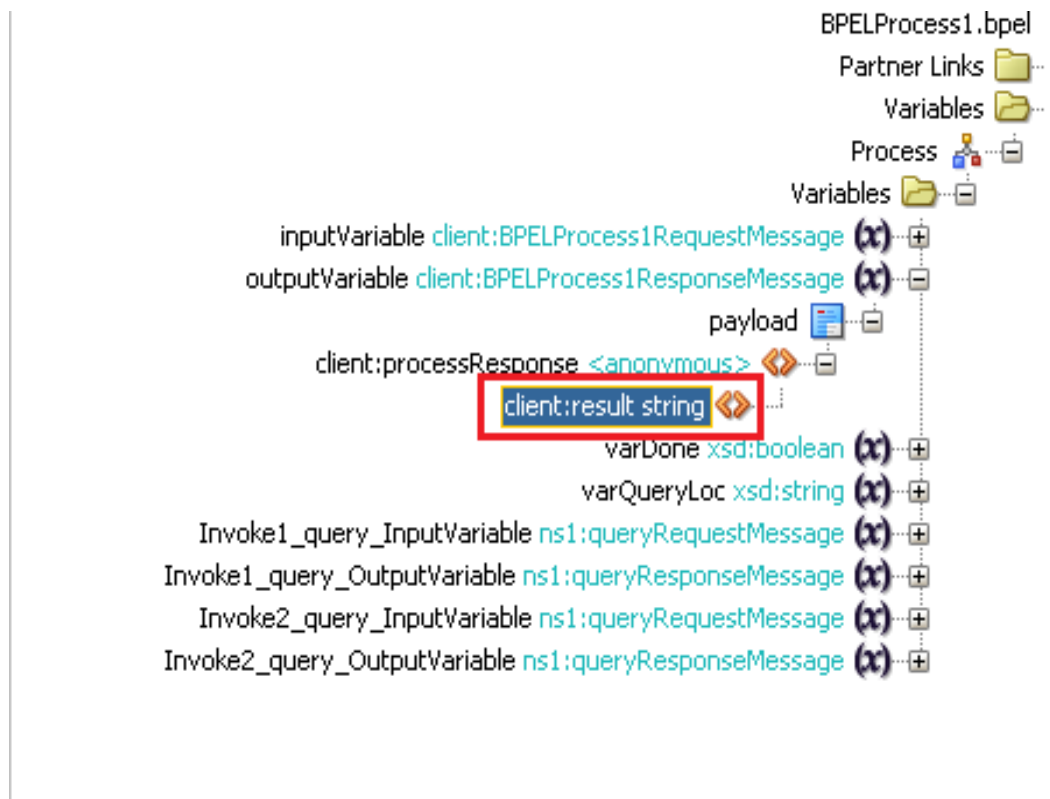 BPELProcess1.bpel
Partner Links
Variables
Process
Variables
inputVariable client:BPELProcess1RequestMessage (x)
outputVariable client:BPELProcess1ResponseMessage (x)
payload
client:processResponse <anonymous>
client:result string
varDone xsd:boolean (x)
varQueryLoc xsd:string (x)
Invoke1_query_InputVariable ns1:queryRequestMessage (x)
Invoke1_query_OutputVariable ns1:queryResponseMessage (x)
Invoke2_query_InputVariable ns1:queryRequestMessage (x)
Invoke2_query_OutputVariable ns1:queryResponseMessage (x)